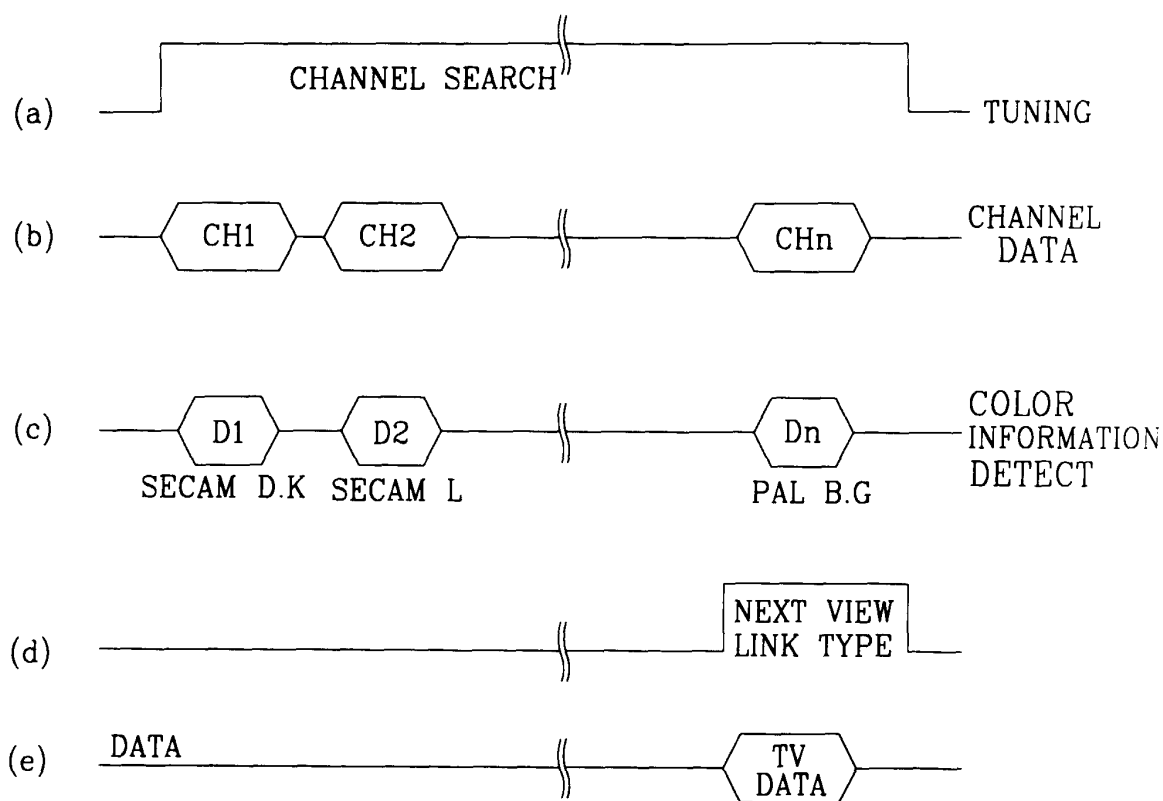 (a)
CHANNEL SEARCH
TUNING
(b)
CH1
CH2
CHn
CHANNEL
DATA
(c)
D1
D2
Dn
SECAM D.K
SECAM L
PAL B.G
COLOR
INFORMATION
DETECT
(d)
NEXT VIEW
LINK TYPE
(e)
DATA
TV
DATA